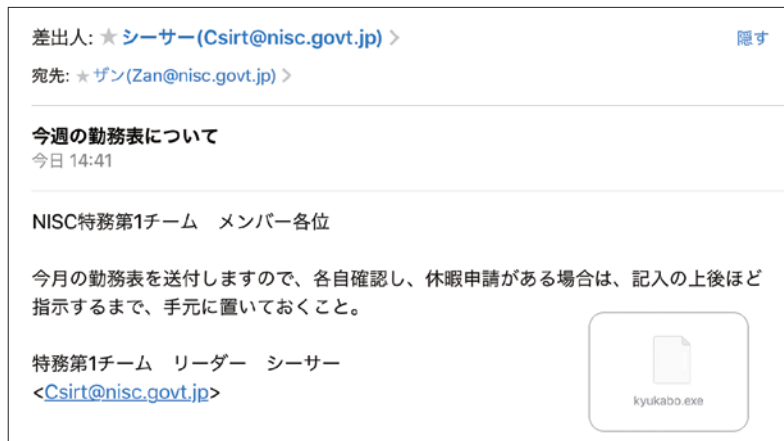 差出人: ★ シーサー(Csirt@nisc.govt.jp) >
隠す
宛先: ★ ザン(Zan@nisc.govt.jp) >
今週の勤務表について
今日 14:41
NISC特務第1チーム　メンバー各位
今月の勤務表を送付しますので、各自確認し、休暇申請がある場合は、記入の上後ほど
指示するまで、手元に置いておくこと。
特務第1チーム　リーダー　シーサー
<Csirt@nisc.govt.jp>
kyukabo.exe